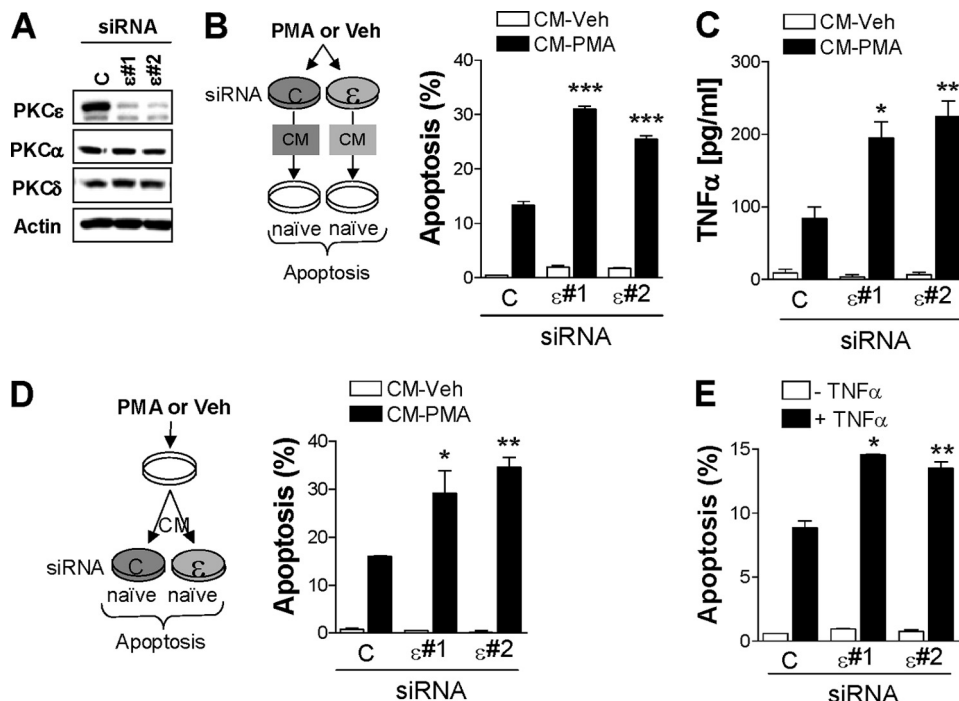 A
siRNA
C ε#1 ε#2
PKCε
PKCα
PKCδ
Actin
B
PMA or Veh
siRNA C ε
CM CM
naïve naïve
Apoptosis
CM-Veh
CM-PMA
Apoptosis (%)
40
30
20
10
0
***
***
C ε#1 ε#2
siRNA
C
CM-Veh
CM-PMA
TNFα [pg/ml]
300
200
100
0
*
**
C ε#1 ε#2
siRNA
D
PMA or Veh
CM
siRNA C ε
naïve naïve
Apoptosis
CM-Veh
CM-PMA
Apoptosis (%)
40
30
20
10
0
*
**
C ε#1 ε#2
siRNA
E
- TNFα
+ TNFα
Apoptosis (%)
15
10
5
0
*
**
C ε#1 ε#2
siRNA